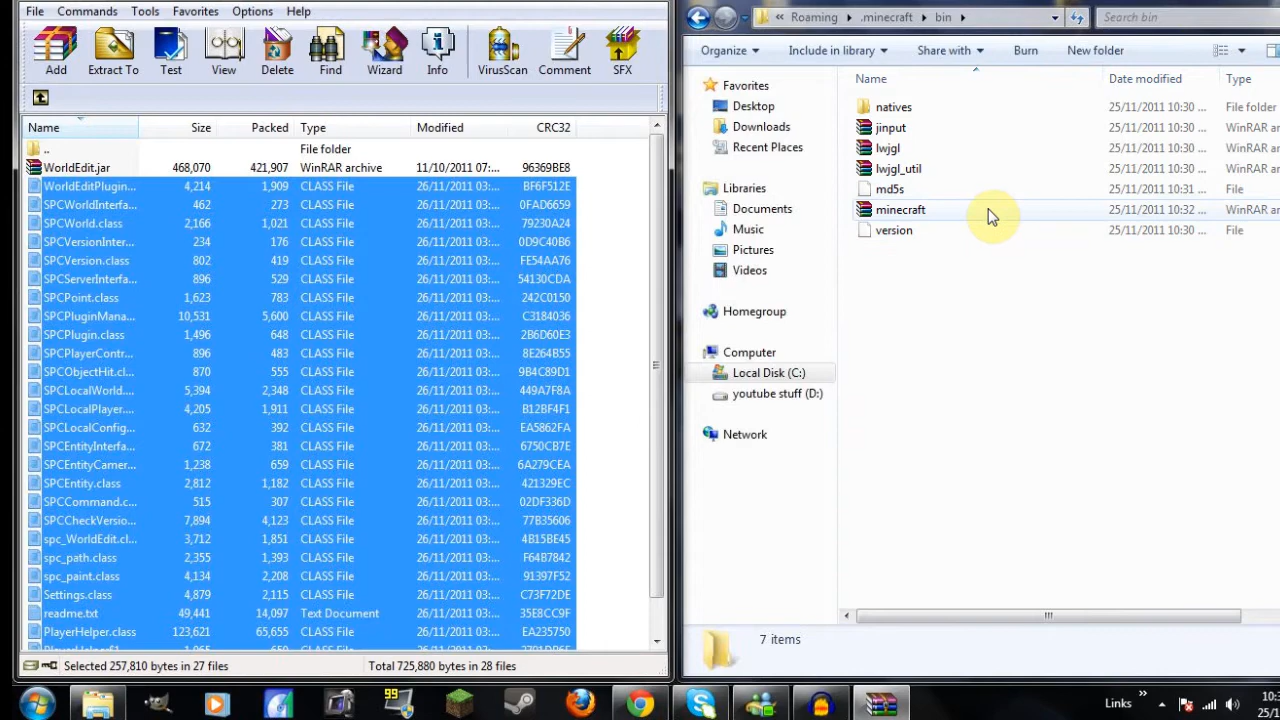 File Commands Tools Favorites Options Help
Add Extract To Test View Delete Find Wizard Info VirusScan Comment SFX
Name Size Packed Type Modified CRC32
.. File folder
WorldEdit.jar 468,070 421,907 WinRAR archive 11/10/2011 07:... 96369BE8
WorldEditPlugin... 4,214 1,909 CLASS File 26/11/2011 03:... BF6F512E
SPCWorldInterfa... 462 273 CLASS File 26/11/2011 03:... 0FAD6659
SPCWorld.class 2,166 1,021 CLASS File 26/11/2011 03:... 79230A24
SPCVersionInter... 234 176 CLASS File 26/11/2011 03:... 0D9C40B6
SPCVersion.class 802 419 CLASS File 26/11/2011 03:... FE54AA76
SPCServerInterfa... 896 529 CLASS File 26/11/2011 03:... 54130CDA
SPCPoint.class 1,623 783 CLASS File 26/11/2011 03:... 242C0150
SPCPluginMana... 10,531 5,600 CLASS File 26/11/2011 03:... C3184036
SPCPlugin.class 1,496 648 CLASS File 26/11/2011 03:... 2B6D60E3
SPCPlayerContr... 896 483 CLASS File 26/11/2011 03:... 8E264B55
SPCObjectHit.cl... 870 555 CLASS File 26/11/2011 03:... 9B4C89D1
SPCLocalWorld.... 5,394 2,348 CLASS File 26/11/2011 03:... 449A7F8A
SPCLocalPlayer.... 4,205 1,911 CLASS File 26/11/2011 03:... B12BF4F1
SPCLocalConfig... 632 392 CLASS File 26/11/2011 03:... EA5862FA
SPCEntityInterfa... 672 381 CLASS File 26/11/2011 03:... 6750CB7E
SPCEntityCamer... 1,238 659 CLASS File 26/11/2011 03:... 6A279CEA
SPCEntity.class 2,812 1,182 CLASS File 26/11/2011 03:... 421329EC
SPCCommand.c... 515 307 CLASS File 26/11/2011 03:... 02DF336D
SPCCheckVersio... 7,894 4,123 CLASS File 26/11/2011 03:... 77B35606
spc_WorldEdit.cl... 3,712 1,851 CLASS File 26/11/2011 03:... 4B15BE45
spc_path.class 2,355 1,393 CLASS File 26/11/2011 03:... F64B7842
spc_paint.class 4,134 2,208 CLASS File 26/11/2011 03:... 91397F52
Settings.class 4,879 2,115 CLASS File 26/11/2011 03:... C73F72DE
readme.txt 49,441 14,097 Text Document 26/11/2011 03:... 35E8CC9F
PlayerHelper.class 123,621 65,655 CLASS File 26/11/2011 03:... EA235750
Selected 257,810 bytes in 27 files Total 725,880 bytes in 28 files
« Roaming ▸ .minecraft ▸ bin ▸ Search bin
Organize Include in library Share with Burn New folder
Favorites
Desktop
Downloads
Recent Places
Libraries
Documents
Music
Pictures
Videos
Homegroup
Computer
Local Disk (C:)
youtube stuff (D:)
Network
Name Date modified Type
natives 25/11/2011 10:30 ... File folder
jinput 25/11/2011 10:30 ... WinRAR ar
lwjgl 25/11/2011 10:30 ... WinRAR ar
lwjgl_util 25/11/2011 10:30 ... WinRAR ar
md5s 25/11/2011 10:31 ... File
minecraft 25/11/2011 10:32 ... WinRAR ar
version 25/11/2011 10:30 ... File
7 items
99
Links »
10:3
25/1